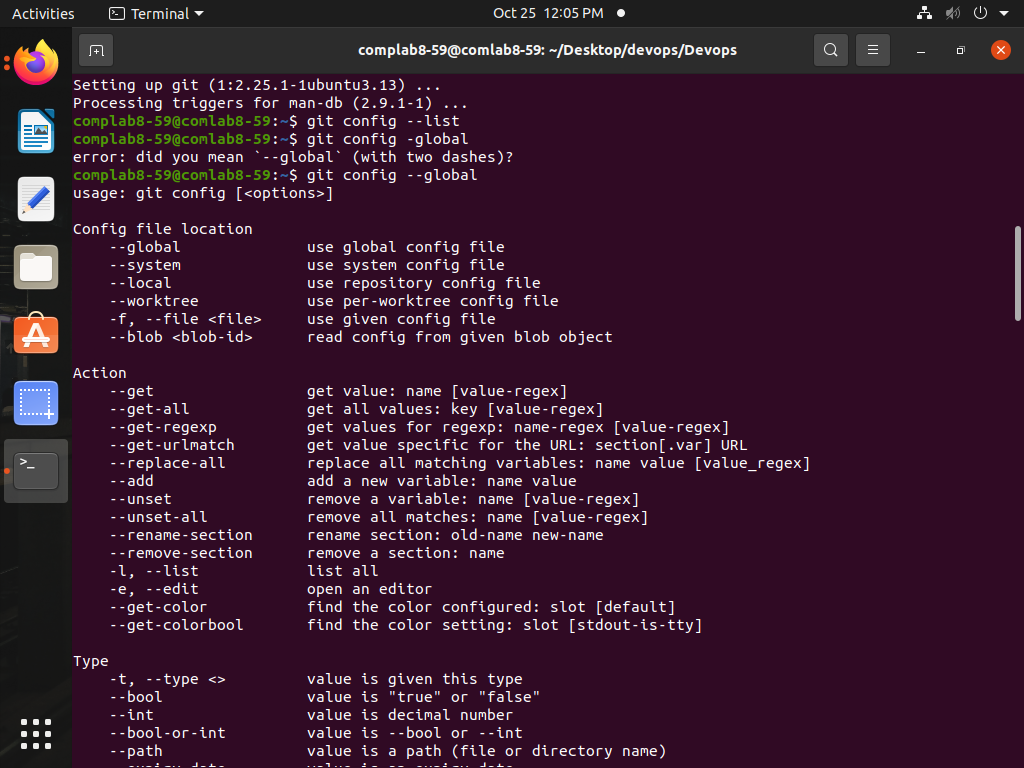 Activities Terminal Oct 25 12:05 PM
complab8-59@comlab8-59: ~/Desktop/devops/Devops
Setting up git (1:2.25.1-1ubuntu3.13) ...
Processing triggers for man-db (2.9.1-1) ...
complab8-59@comlab8-59:~$ git config --list
complab8-59@comlab8-59:~$ git config -global
error: did you mean `--global` (with two dashes)?
complab8-59@comlab8-59:~$ git config --global
usage: git config [<options>]
Config file location
--global use global config file
--system use system config file
--local use repository config file
--worktree use per-worktree config file
-f, --file <file> use given config file
--blob <blob-id> read config from given blob object
Action
--get get value: name [value-regex]
--get-all get all values: key [value-regex]
--get-regexp get values for regexp: name-regex [value-regex]
--get-urlmatch get value specific for the URL: section[.var] URL
--replace-all replace all matching variables: name value [value_regex]
--add add a new variable: name value
--unset remove a variable: name [value-regex]
--unset-all remove all matches: name [value-regex]
--rename-section rename section: old-name new-name
--remove-section remove a section: name
-l, --list list all
-e, --edit open an editor
--get-color find the color configured: slot [default]
--get-colorbool find the color setting: slot [stdout-is-tty]
Type
-t, --type <> value is given this type
--bool value is "true" or "false"
--int value is decimal number
--bool-or-int value is --bool or --int
--path value is a path (file or directory name)